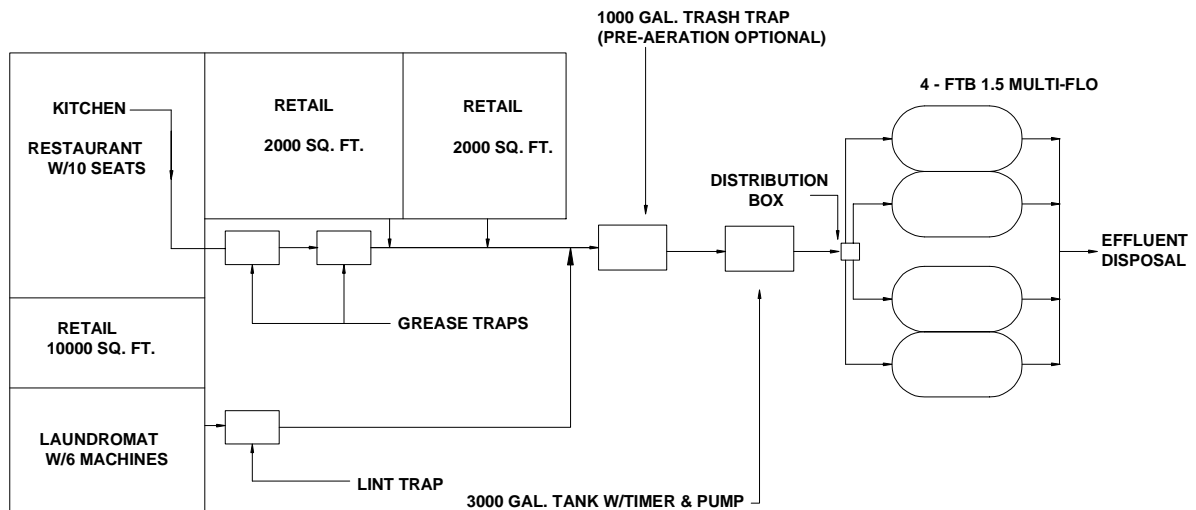 1000 GAL. TRASH TRAP
(PRE-AERATION OPTIONAL)
4 - FTB 1.5 MULTI-FLO
KITCHEN
RESTAURANT
W/10 SEATS
RETAIL
2000 SQ. FT.
RETAIL
2000 SQ. FT.
DISTRIBUTION
BOX
EFFLUENT
DISPOSAL
GREASE TRAPS
RETAIL
10000 SQ. FT.
LAUNDROMAT
W/6 MACHINES
LINT TRAP
3000 GAL. TANK W/TIMER & PUMP